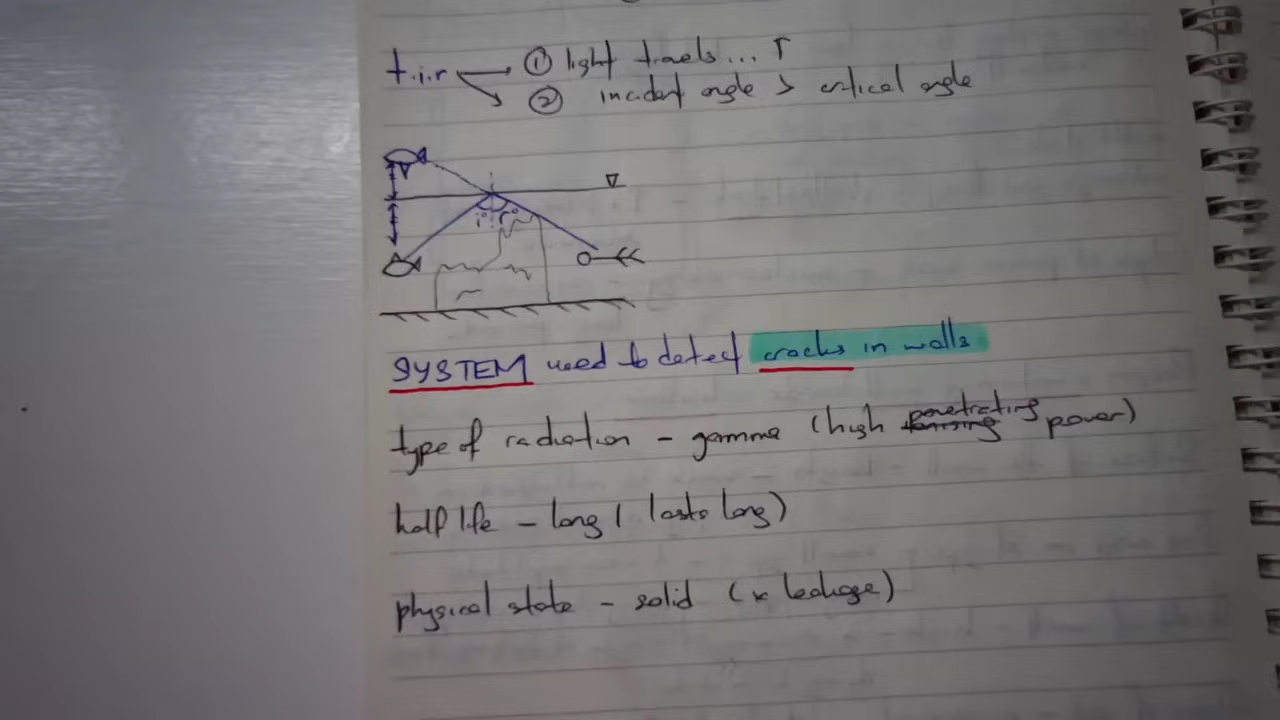 t.i.r → ① light travels... ↑
→ ② incident angle > critical angle
i° r°
SYSTEM used to detect cracks in walls
type of radiation - gamma (high penetrating power)
half life - long (lasts long)
physical state - solid (x leakage)